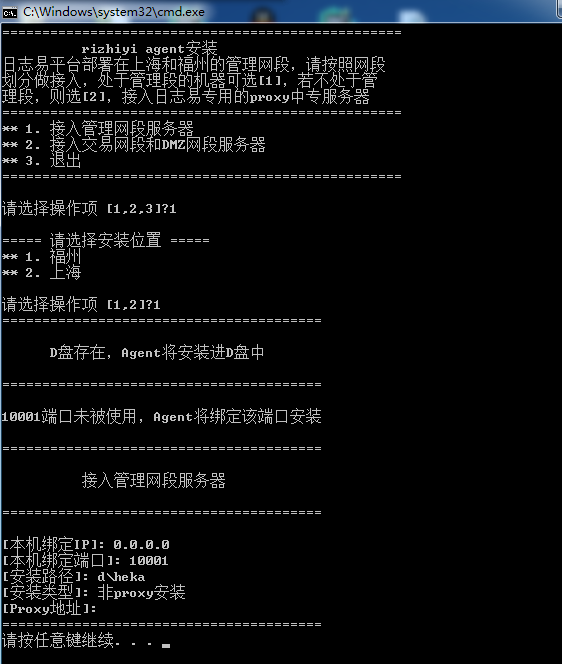 C:\Windows\system32\cmd.exe
==================================================
rizhiyi agent安装
日志易平台部署在上海和福州的管理网段，请按照网段
划分做接入，处于管理段的机器可选[1]，若不处于管
理段，则选[2]，接入日志易专用的proxy中专服务器
==================================================
** 1. 接入管理网段服务器
** 2. 接入交易网段和DMZ网段服务器
** 3. 退出
==================================================
请选择操作项 [1,2,3]?1
===== 请选择安装位置 =====
** 1. 福州
** 2. 上海
请选择操作项 [1,2]?1
========================================
D盘存在，Agent将安装进D盘中
========================================
10001端口未被使用，Agent将绑定该端口安装
========================================
接入管理网段服务器
========================================
[本机绑定IP]: 0.0.0.0
[本机绑定端口]: 10001
[安装路径]: d\heka
[安装类型]: 非proxy安装
[Proxy地址]:
========================================
请按任意键继续. . .